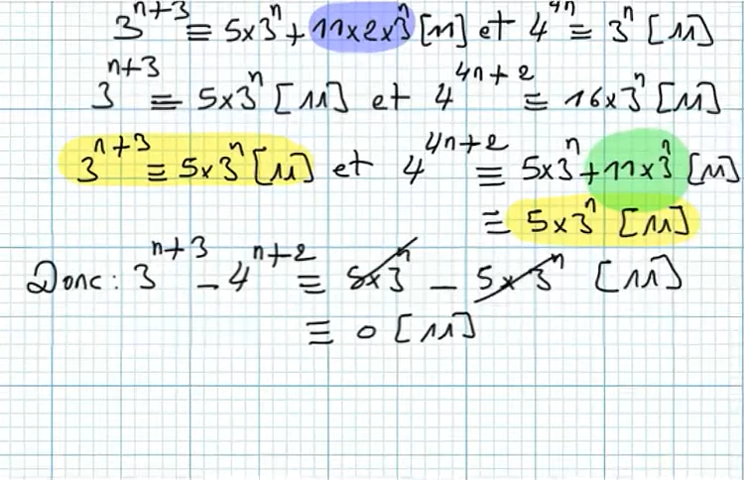 3^{n+3} ≡ 5×3^n + 11×2×3^n [11] et 4^{4n} ≡ 3^n [11]
3^{n+3} ≡ 5×3^n [11] et 4^{4n+2} ≡ 16×3^n [11]
3^{n+3} ≡ 5×3^n [11] et 4^{4n+2} ≡ 5×3^n + 11×3^n [11]
≡ 5×3^n [11]
Donc : 3^{n+3} - 4^{n+2} ≡ 5×3^n - 5×3^n [11]
≡ 0 [11]